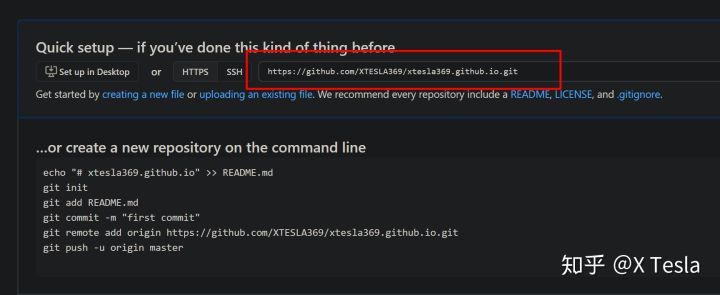 Quick setup — if you’ve done this kind of thing before
Set up in Desktop or HTTPS SSH https://github.com/XTESLA369/xtesla369.github.io.git
Get started by creating a new file or uploading an existing file. We recommend every repository include a README, LICENSE, and .gitignore.
...or create a new repository on the command line
echo "# xtesla369.github.io" >> README.md
git init
git add README.md
git commit -m "first commit"
git remote add origin https://github.com/XTESLA369/xtesla369.github.io.git
git push -u origin master
知乎 @X Tesla